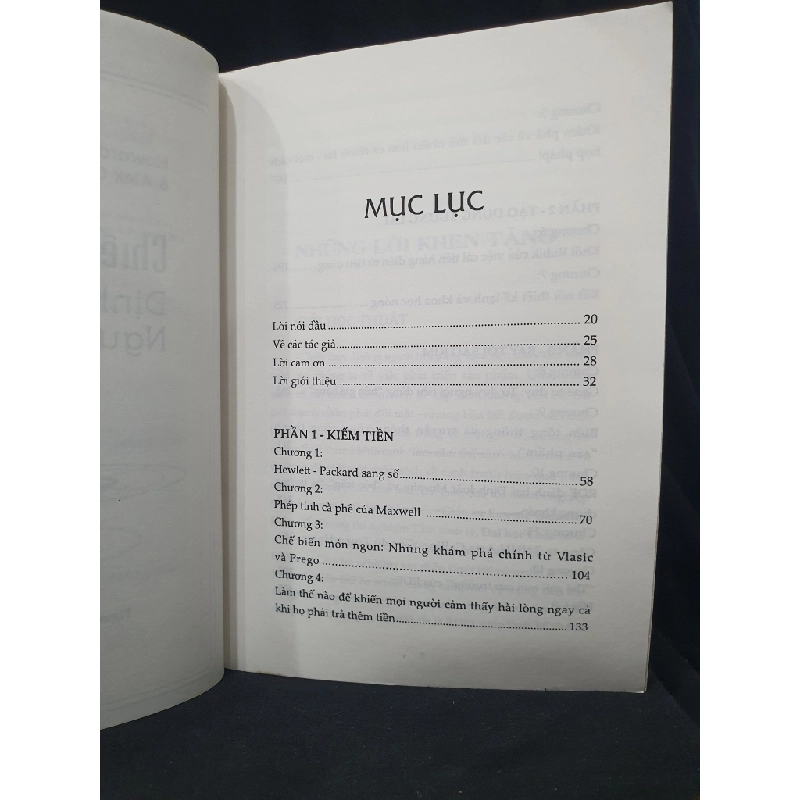 MỤC LỤC
Lời nói đầu 20
Về các tác giả 25
Lời cảm ơn 28
Lời giới thiệu 32
PHẦN 1 - KIẾM TIỀN
Chương 1:
Hewlett - Packard sang số 58
Chương 2:
Phép tính cà phê của Maxwell 70
Chương 3:
Chế biến món ngon: Những khám phá chính từ Vlasic
và Prego 104
Chương 4:
Làm thế nào để khiến mọi người cảm thấy hài lòng ngay cả
khi họ phải trả thêm tiền 133